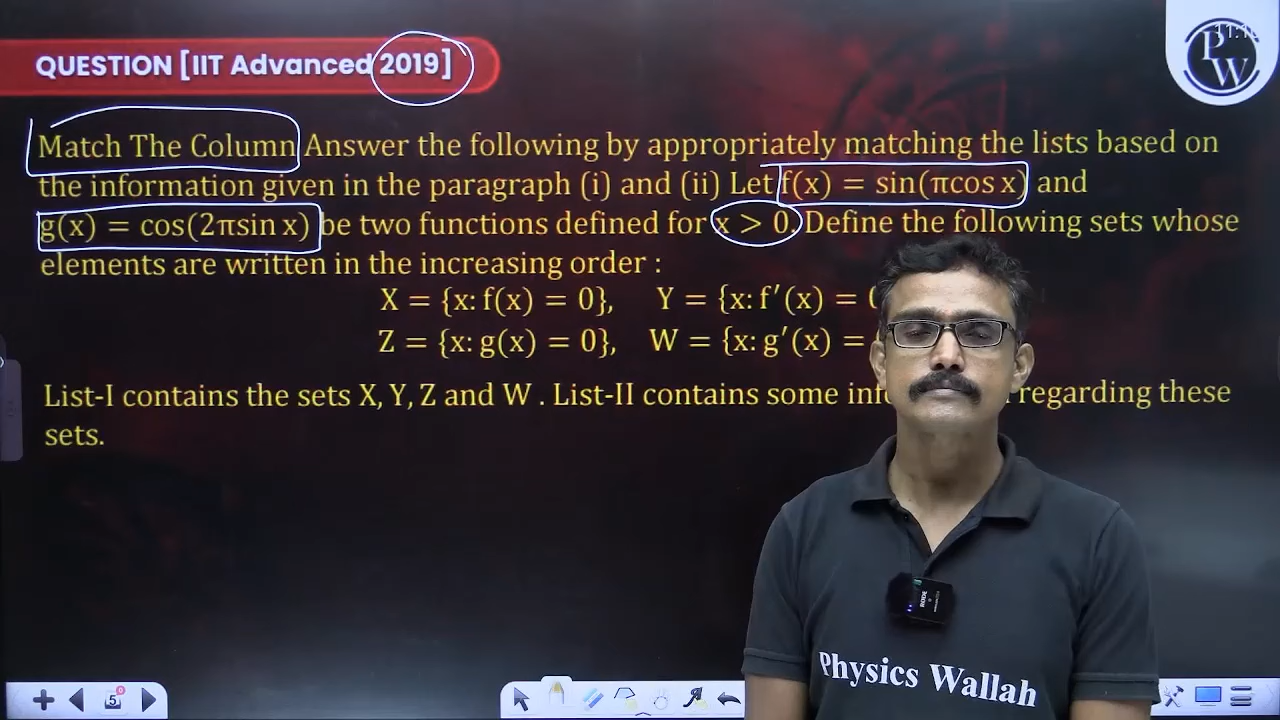 QUESTION [IIT Advanced 2019]
Match The Column Answer the following by appropriately matching the lists based on
the information given in the paragraph (i) and (ii) Let f(x) = sin(πcos x) and
g(x) = cos(2πsin x) be two functions defined for x > 0. Define the following sets whose
elements are written in the increasing order :
X = {x: f(x) = 0}, Y = {x: f′(x) =
Z = {x: g(x) = 0}, W = {x: g′(x) =
List-I contains the sets X, Y, Z and W . List-II contains some regarding these
sets.
PW
5
RODE
Physics Wallah